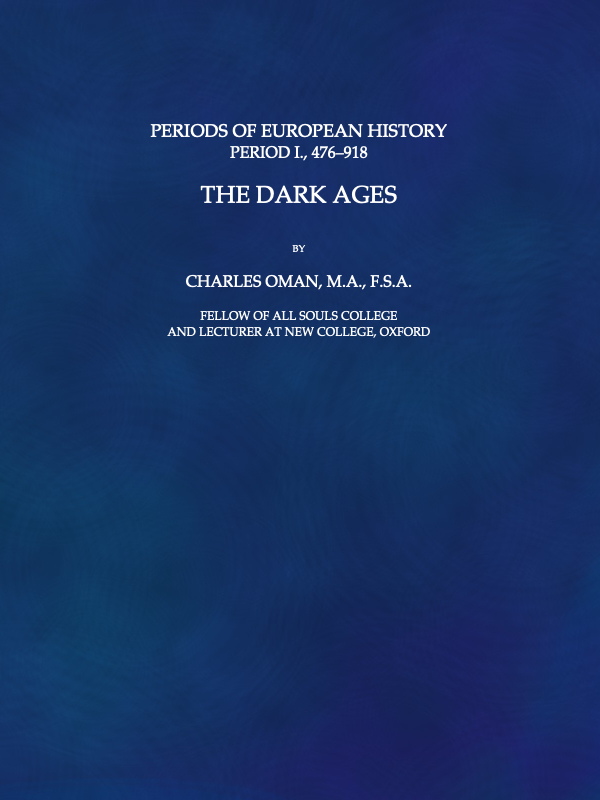 PERIODS OF EUROPEAN HISTORY
PERIOD I., 476–918
THE DARK AGES
BY
CHARLES OMAN, M.A., F.S.A.
FELLOW OF ALL SOULS COLLEGE
AND LECTURER AT NEW COLLEGE, OXFORD